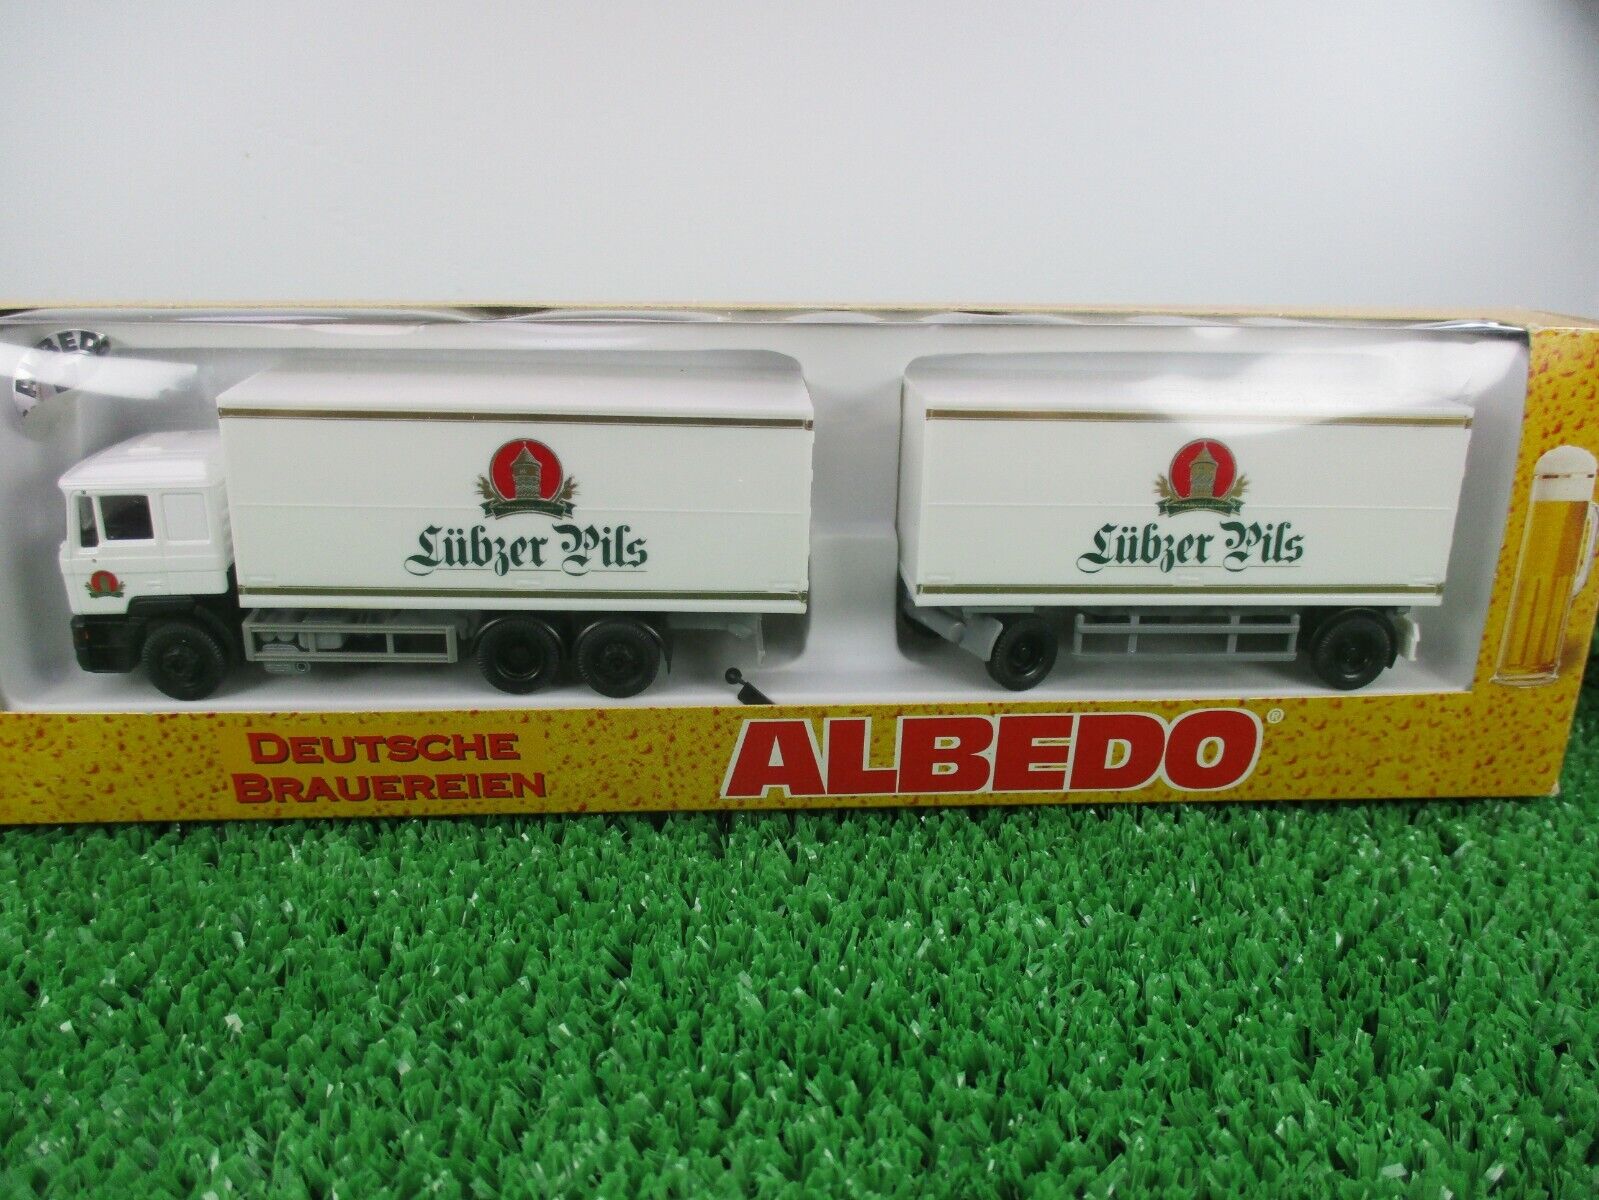 Lübzer Pils
Lübzer Pils
DEUTSCHE
BRAUEREIEN
ALBEDO®